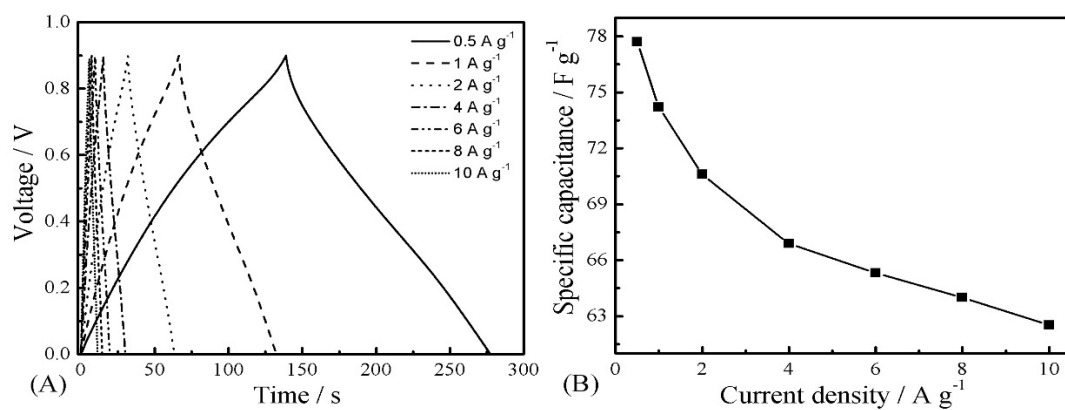 1.0
0.8
0.6
0.4
0.2
0.0
Voltage / V
0.5 A g⁻¹
1 A g⁻¹
2 A g⁻¹
4 A g⁻¹
6 A g⁻¹
8 A g⁻¹
10 A g⁻¹
0 50 100 150 200 250 300
(A)
Time / s
78
75
72
69
66
63
Specific capacitance / F g⁻¹
0 2 4 6 8 10
(B)
Current density / A g⁻¹